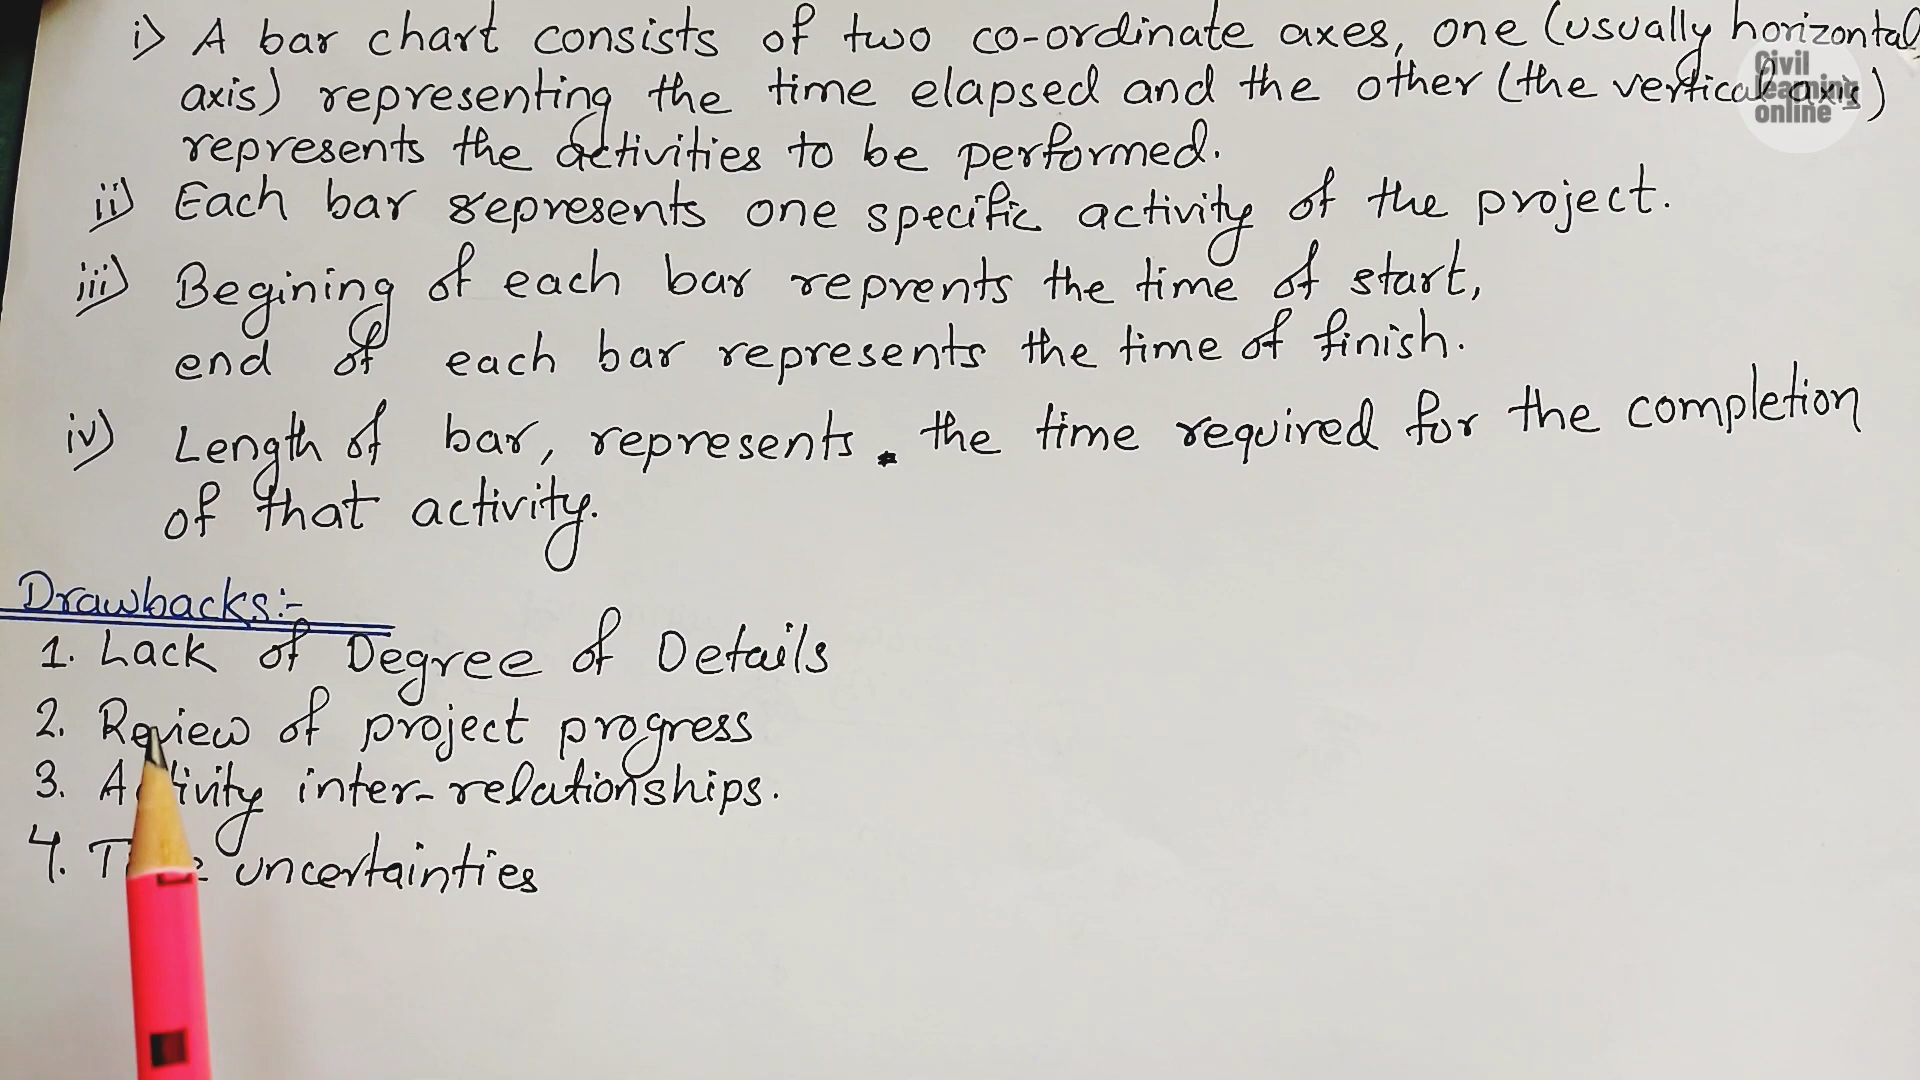 i) A bar chart consists of two co-ordinate axes, one (usually horizontal
axis) representing the time elapsed and the other (the vertical axis)
represents the activities to be performed.
ii) Each bar represents one specific activity of the project.
iii) Begining of each bar reprents the time of start,
end of each bar represents the time of finish.
iv) Length of bar, represents. the time required for the completion
of that activity.
Drawbacks:-
1. Lack of Degree of Details
2. Review of project progress
3. Activity inter-relationships.
4. Time uncertainties
Civil
learning
online